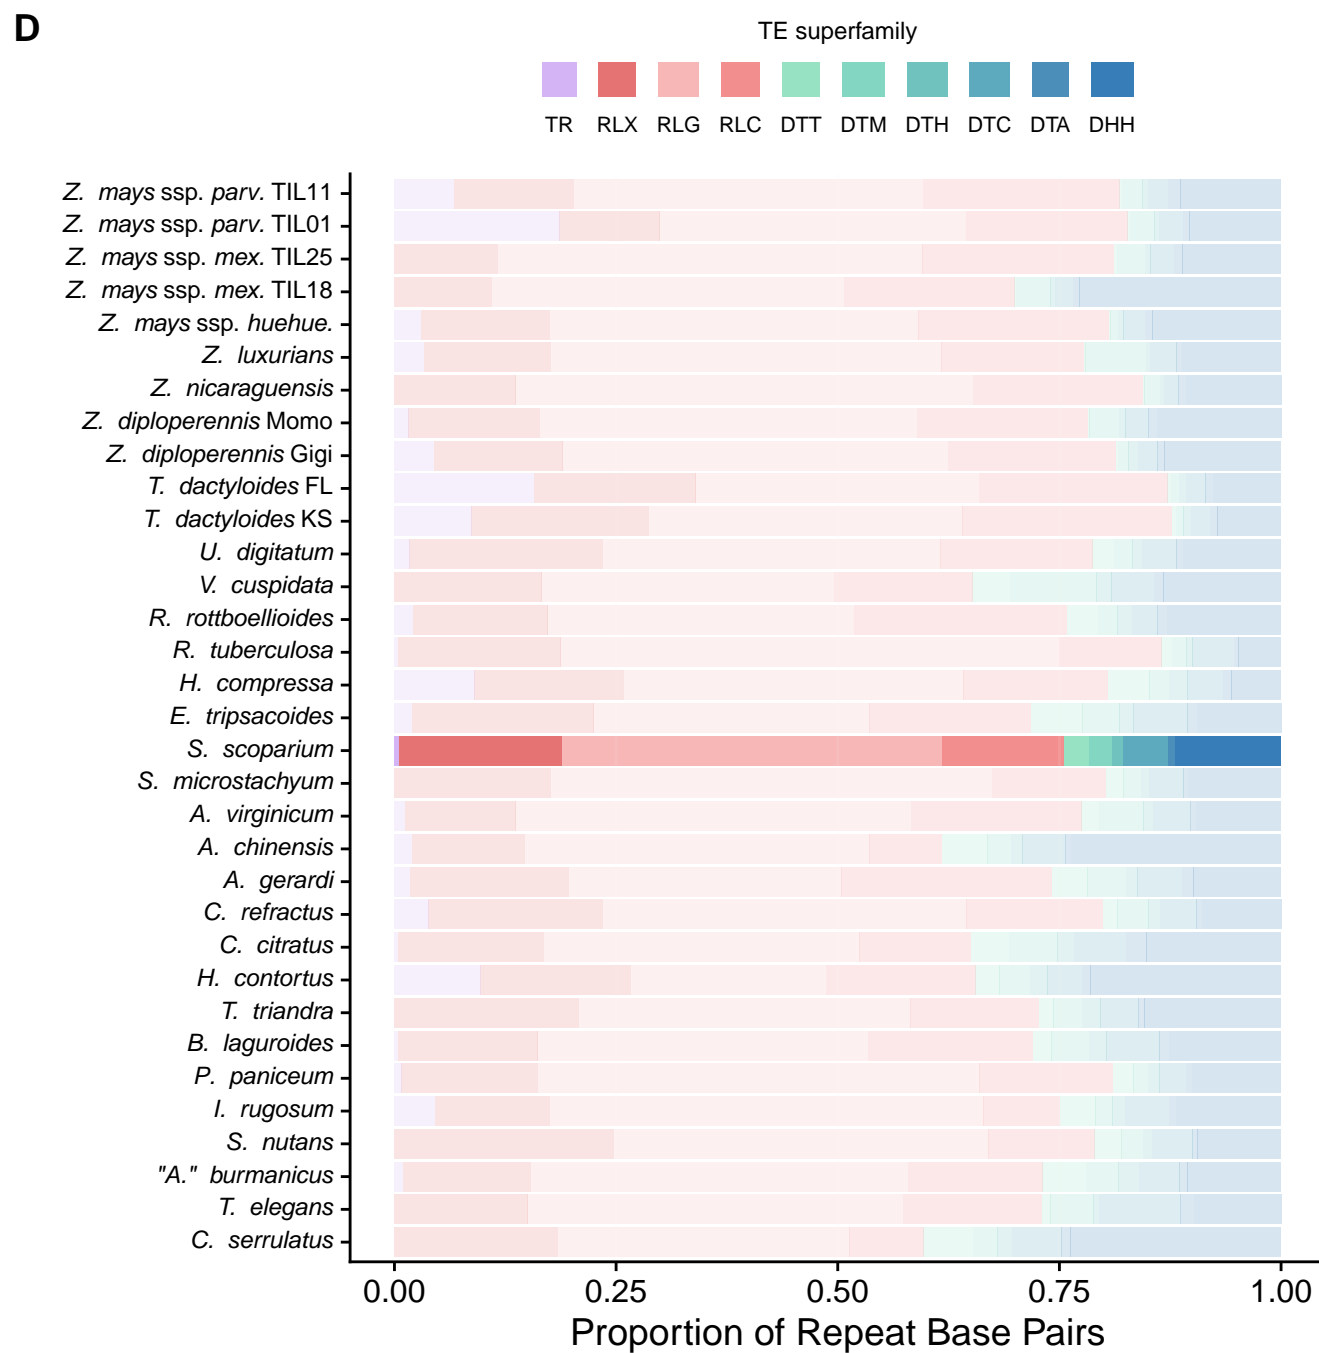 D
TE superfamily
TR RLX RLG RLC DTT DTM DTH DTC DTA DHH
Z. mays ssp. parv. TIL11
Z. mays ssp. parv. TIL01
Z. mays ssp. mex. TIL25
Z. mays ssp. mex. TIL18
Z. mays ssp. huehue.
Z. luxurians
Z. nicaraguensis
Z. diploperennis Momo
Z. diploperennis Gigi
T. dactyloides FL
T. dactyloides KS
U. digitatum
V. cuspidata
R. rottboellioides
R. tuberculosa
H. compressa
E. tripsacoides
S. scoparium
S. microstachyum
A. virginicum
A. chinensis
A. gerardi
C. refractus
C. citratus
H. contortus
T. triandra
B. laguroides
P. paniceum
I. rugosum
S. nutans
"A." burmanicus
T. elegans
C. serrulatus
0.00 0.25 0.50 0.75 1.00
Proportion of Repeat Base Pairs